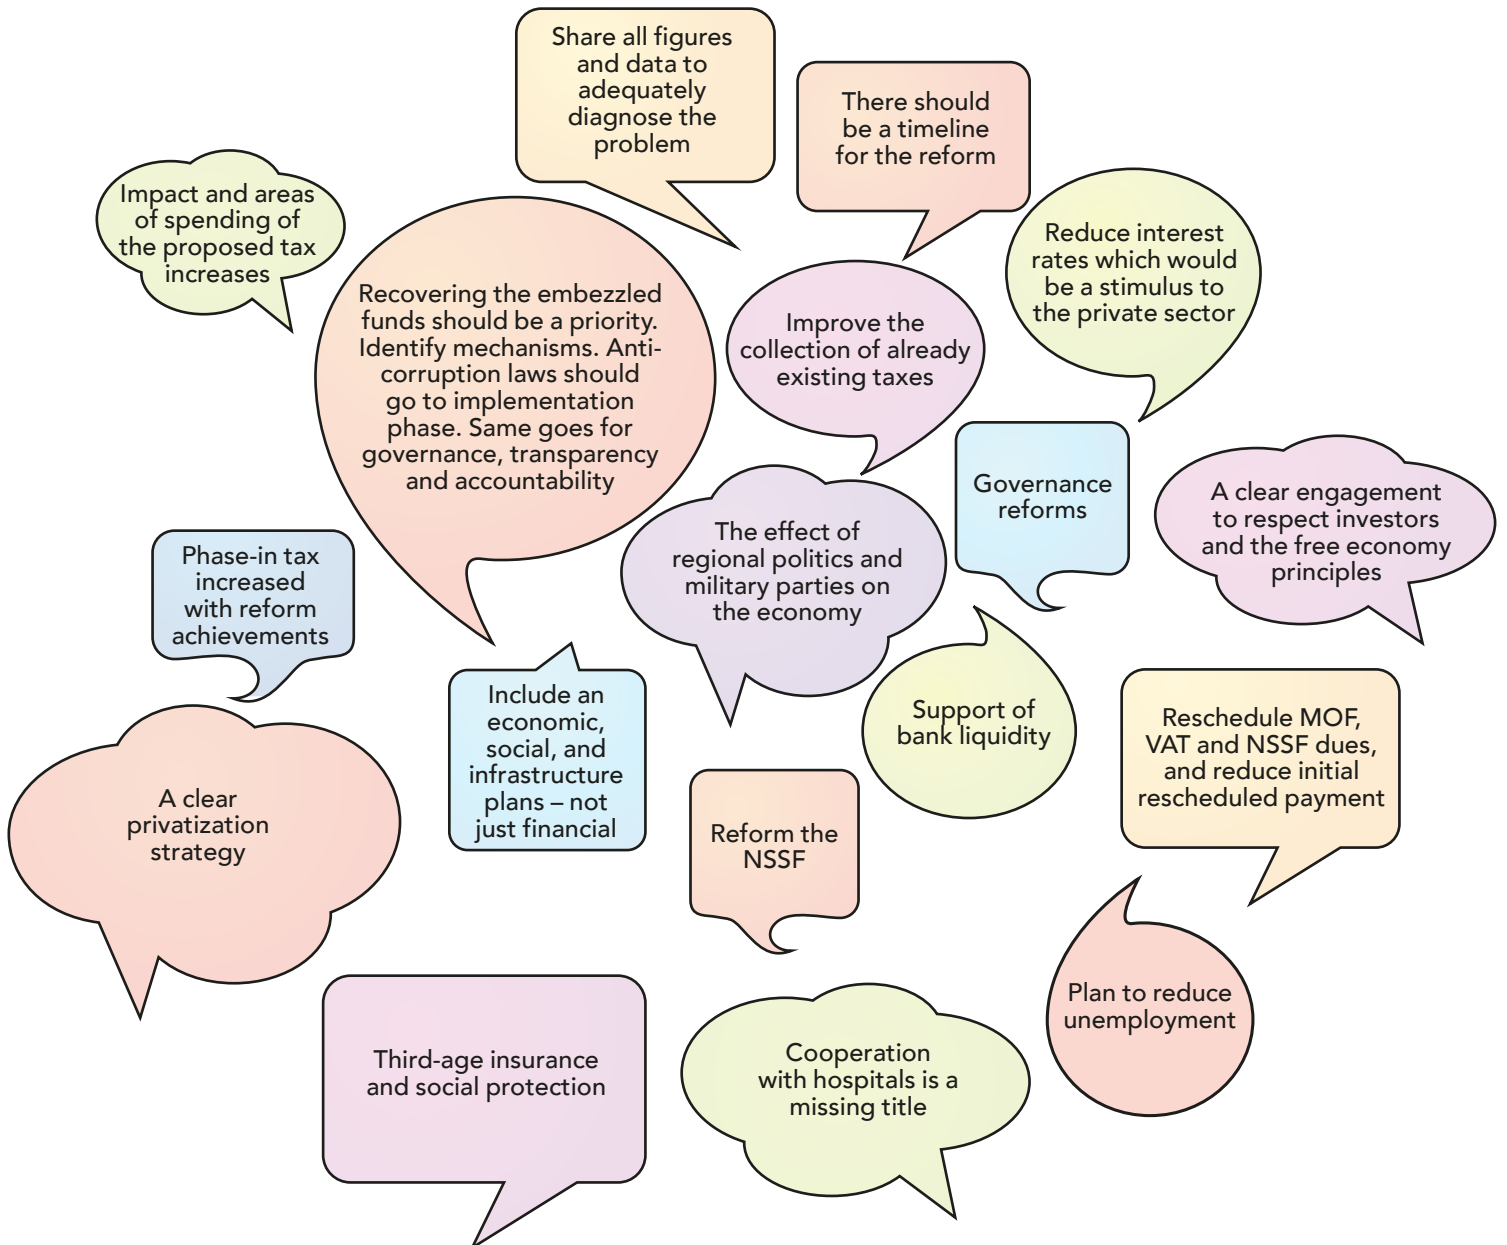 Share all figures
and data to
adequately
diagnose the
problem
There should
be a timeline
for the reform
Impact and areas
of spending of
the proposed tax
increases
Reduce interest
rates which would
be a stimulus to
the private sector
Recovering the embezzled
funds should be a priority.
Identify mechanisms. Anti-
corruption laws should
go to implementation
phase. Same goes for
governance, transparency
and accountability
Improve the
collection of already
existing taxes
Governance
reforms
A clear engagement
to respect investors
and the free economy
principles
The effect of
regional politics and
military parties on
the economy
Phase-in tax
increased
with reform
achievements
Include an
economic,
social, and
infrastructure
plans – not
just financial
Support of
bank liquidity
Reschedule MOF,
VAT and NSSF dues,
and reduce initial
rescheduled payment
A clear
privatization
strategy
Reform the
NSSF
Plan to reduce
unemployment
Third-age insurance
and social protection
Cooperation
with hospitals is a
missing title